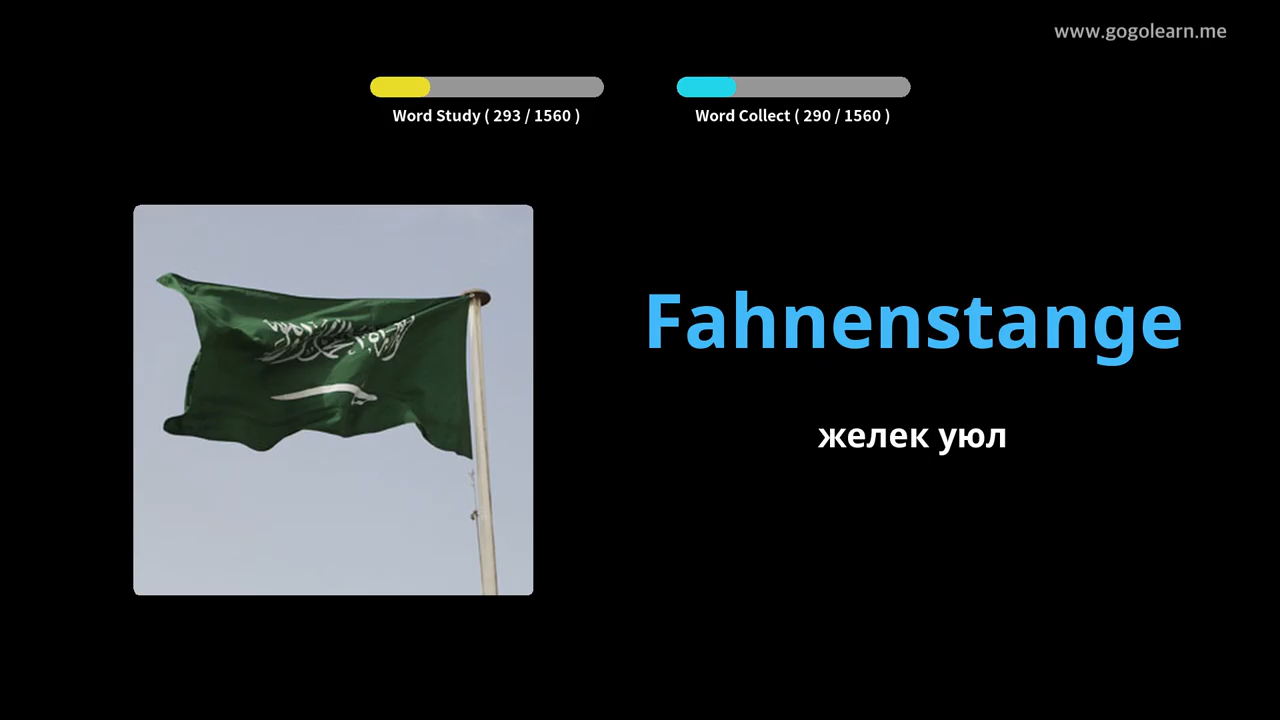 www.gogolearn.me
Word Study ( 293 / 1560 )
Word Collect ( 290 / 1560 )
Fahnenstange
желек уюл